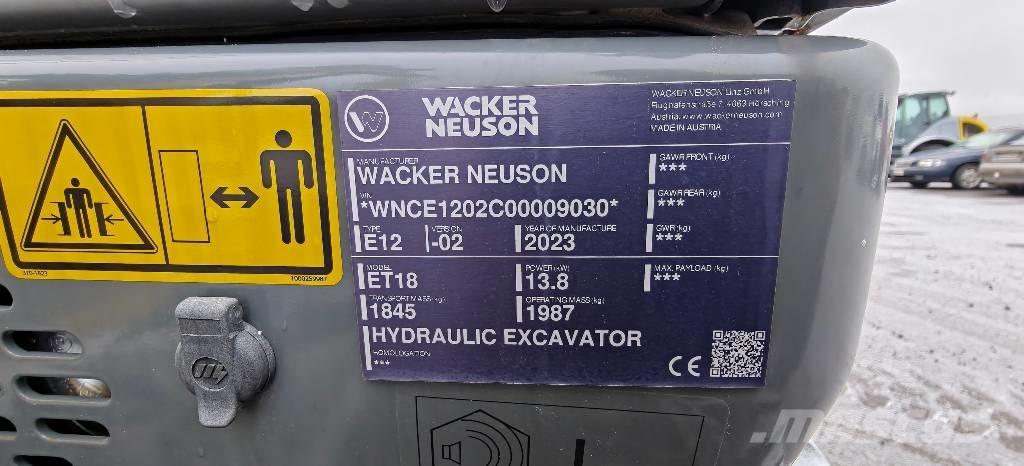 WACKER
NEUSON
WACKER NEUSON Linz GmbH
Flughafenstraße 7, 4063 Hörsching
Austria, www.wackerneuson.com
MADE IN AUSTRIA
MANUFACTURER
WACKER NEUSON
VIN
*WNCE1202C00009030*
TYPE VERSION YEAR OF MANUFACTURE
E12 -02 2023
MODEL POWER (kW)
ET18 13.8
TRANSPORT MASS (kg) OPERATING MASS (kg)
1845 1987
HYDRAULIC EXCAVATOR
HOMOLOGATION
***
GAWR FRONT (kg)
***
GAWR REAR (kg)
***
GWR (kg)
***
MAX. PAYLOAD (kg)
***
CE
1000259987
mascus